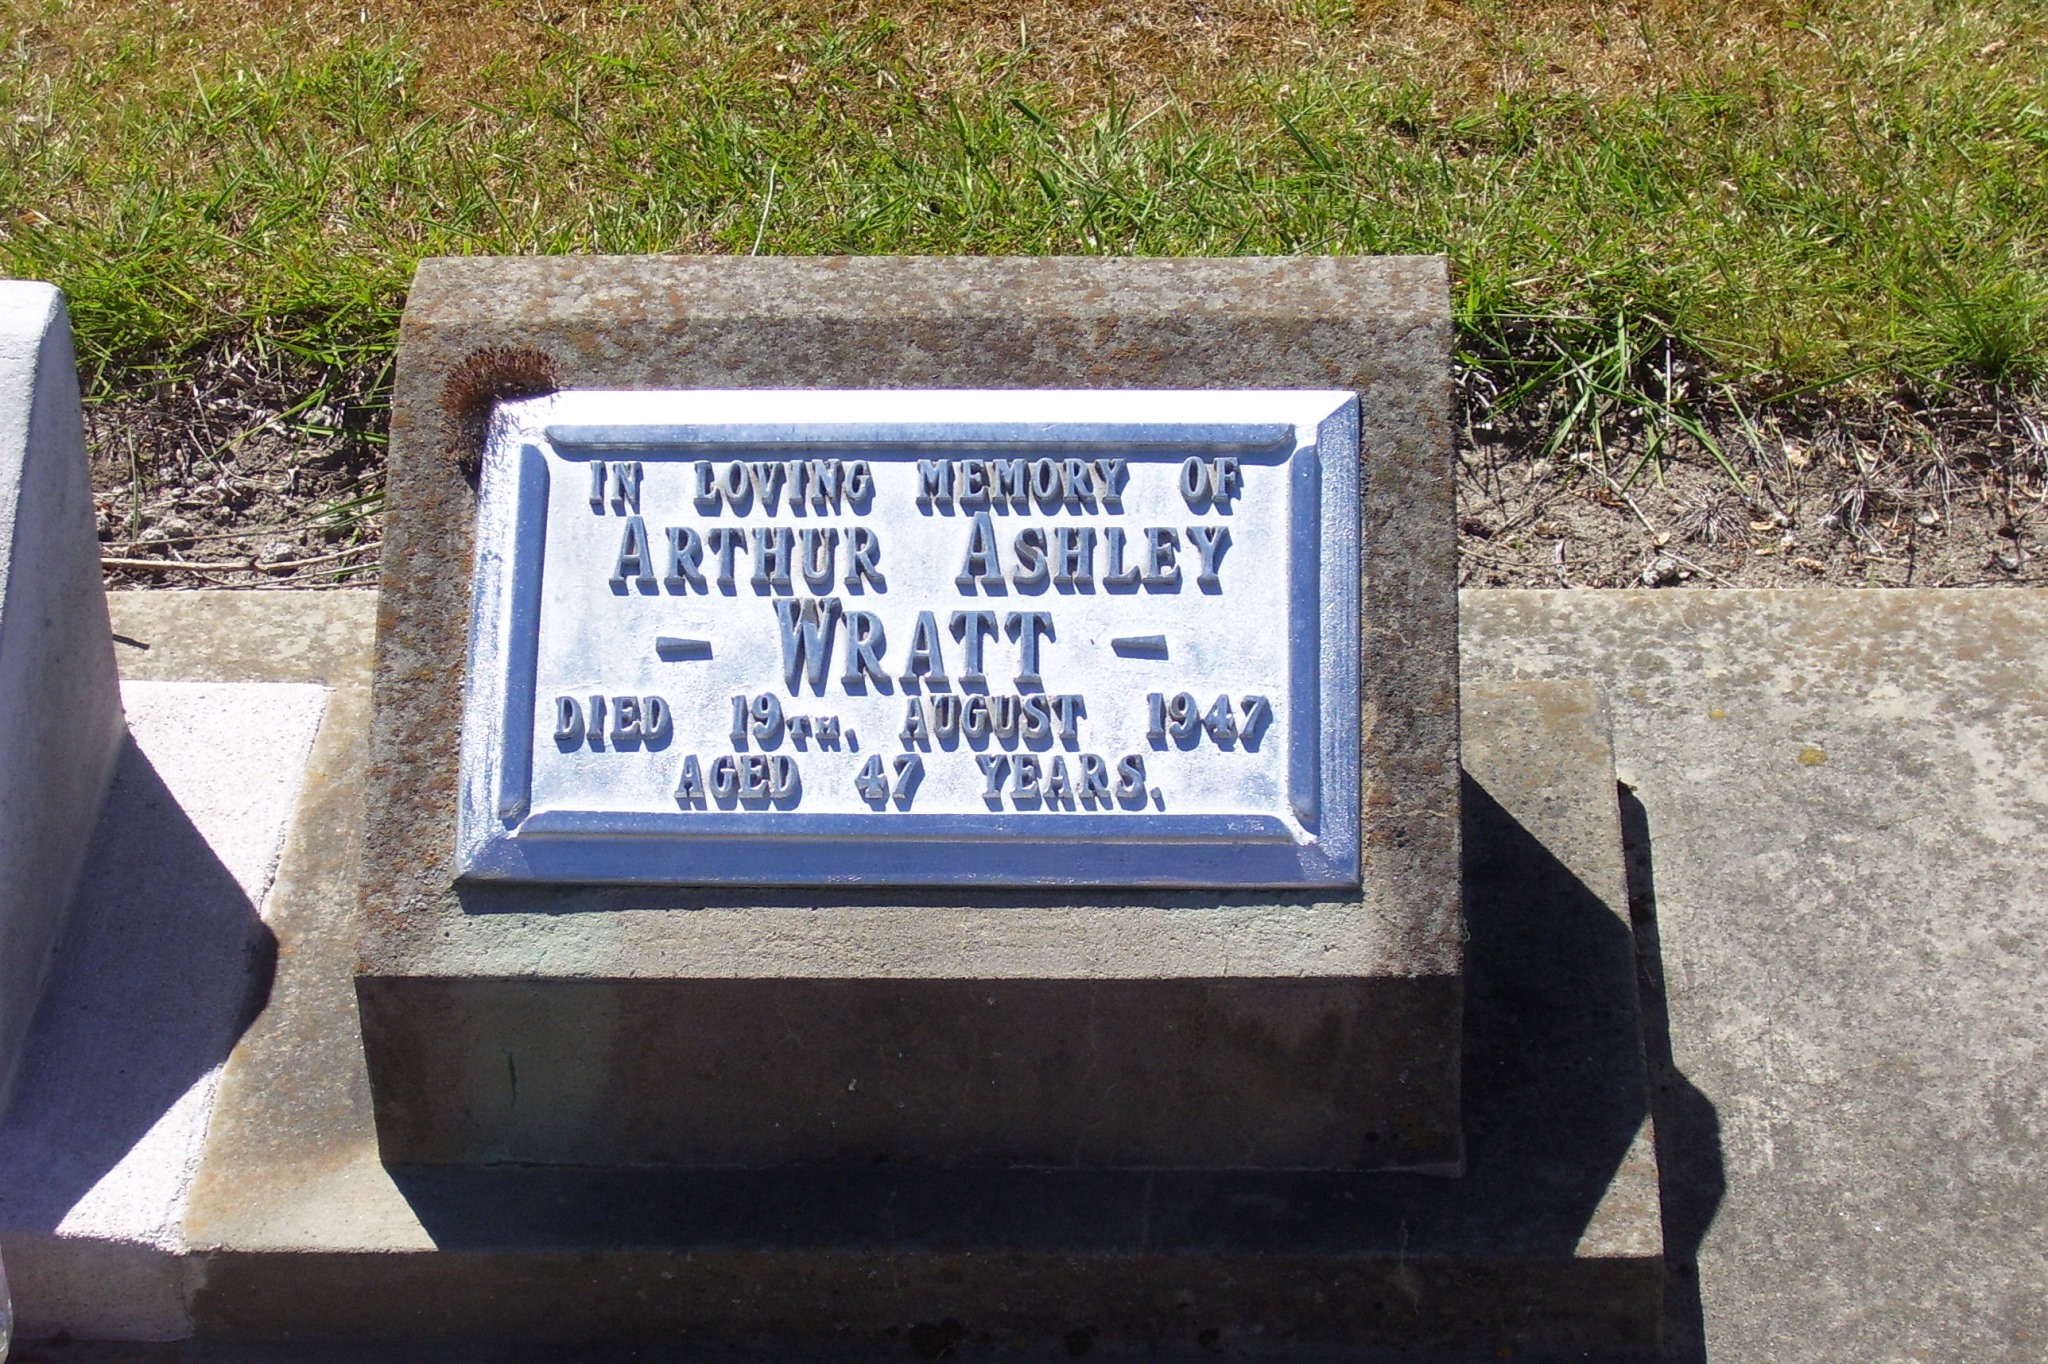 IN LOVING MEMORY OF
ARTHUR ASHLEY
- WRATT -
DIED 19TH. AUGUST 1947
AGED 47 YEARS.